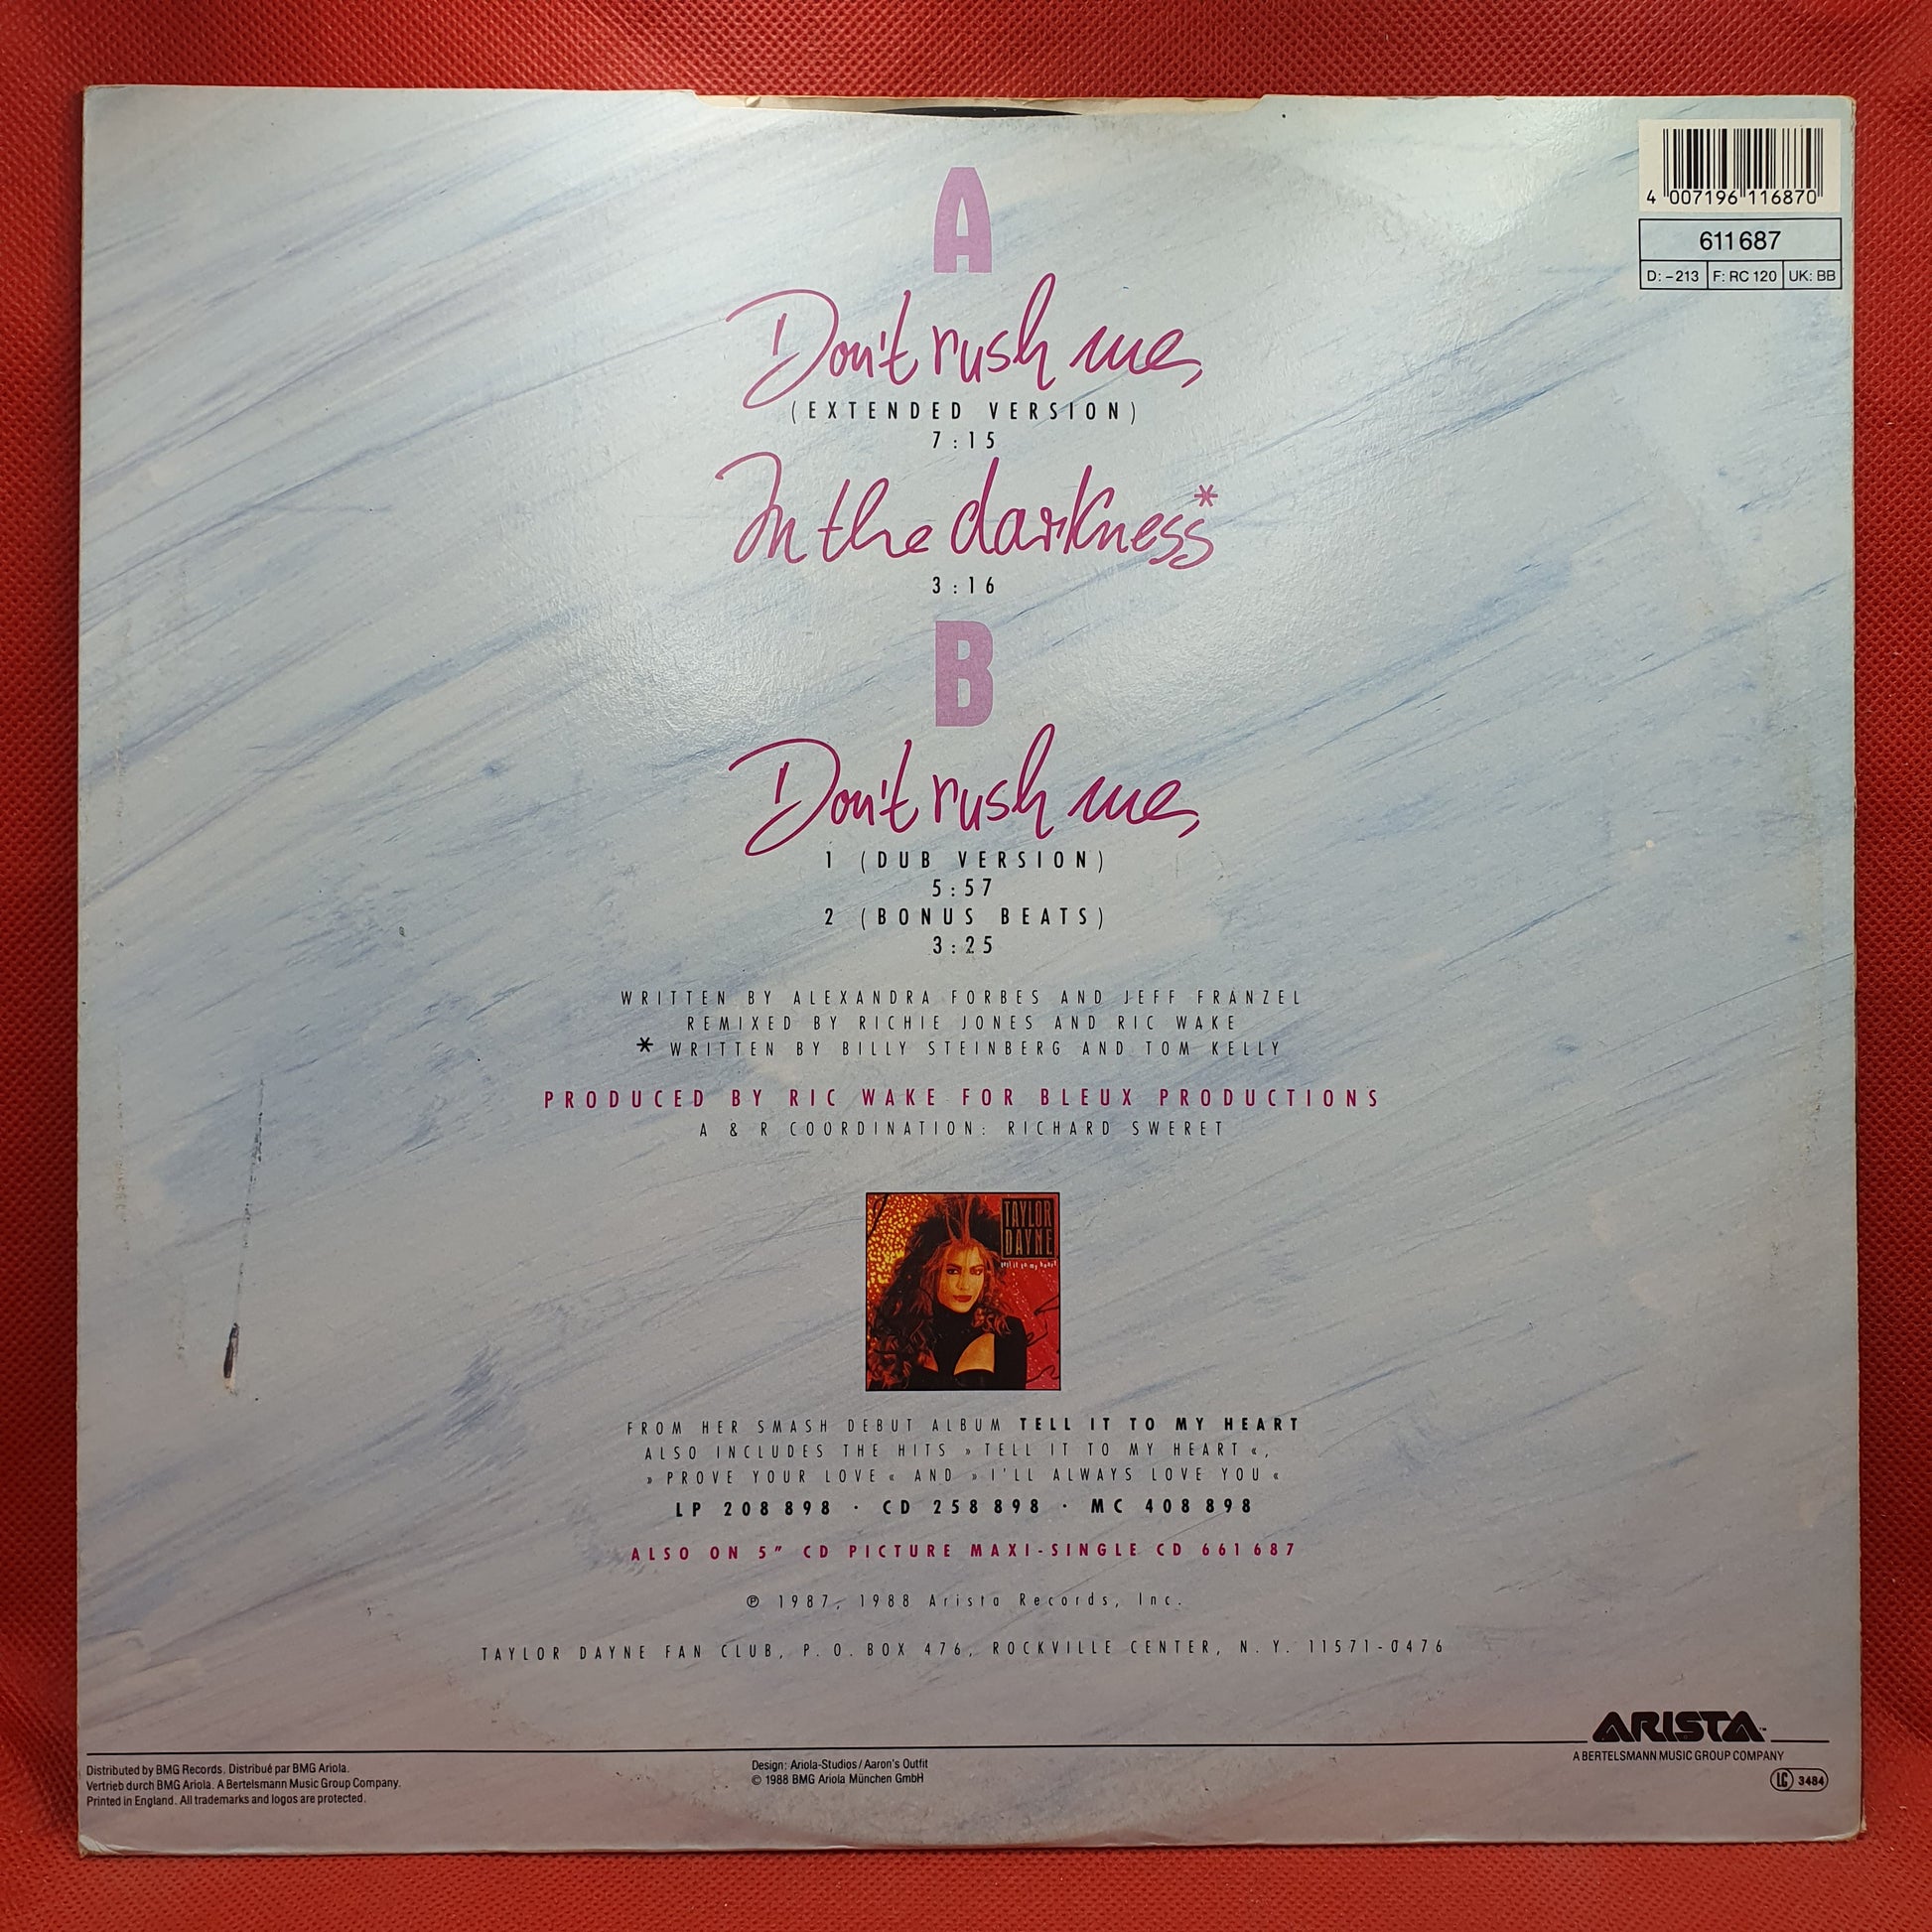 4 007196 116870
611 687
D: –213 F: RC 120 UK: BB
A
Don't rush me,
(EXTENDED VERSION)
7:15
In the darkness*
3:16
B
Don't rush me,
1 (DUB VERSION)
5:57
2 (BONUS BEATS)
3:25
WRITTEN BY ALEXANDRA FORBES AND JEFF FRANZEL
REMIXED BY RICHIE JONES AND RIC WAKE
* WRITTEN BY BILLY STEINBERG AND TOM KELLY
PRODUCED BY RIC WAKE FOR BLEUX PRODUCTIONS
A & R COORDINATION: RICHARD SWERET
TAYLOR
DAYNE
tell it to my heart
FROM HER SMASH DEBUT ALBUM TELL IT TO MY HEART
ALSO INCLUDES THE HITS »TELL IT TO MY HEART«,
»PROVE YOUR LOVE« AND »I'LL ALWAYS LOVE YOU«
LP 208 898 · CD 258 898 · MC 408 898
ALSO ON 5" CD PICTURE MAXI-SINGLE CD 661 687
℗ 1987, 1988 Arista Records, Inc.
TAYLOR DAYNE FAN CLUB, P.O. BOX 476, ROCKVILLE CENTER, N.Y. 11571-0476
ARISTA™
A BERTELSMANN MUSIC GROUP COMPANY
LC 3484
Distributed by BMG Records. Distribué par BMG Ariola.
Vertrieb durch BMG Ariola. A Bertelsmann Music Group Company.
Printed in England. All trademarks and logos are protected.
Design: Ariola-Studios / Aaron's Outfit
© 1988 BMG Ariola München GmbH